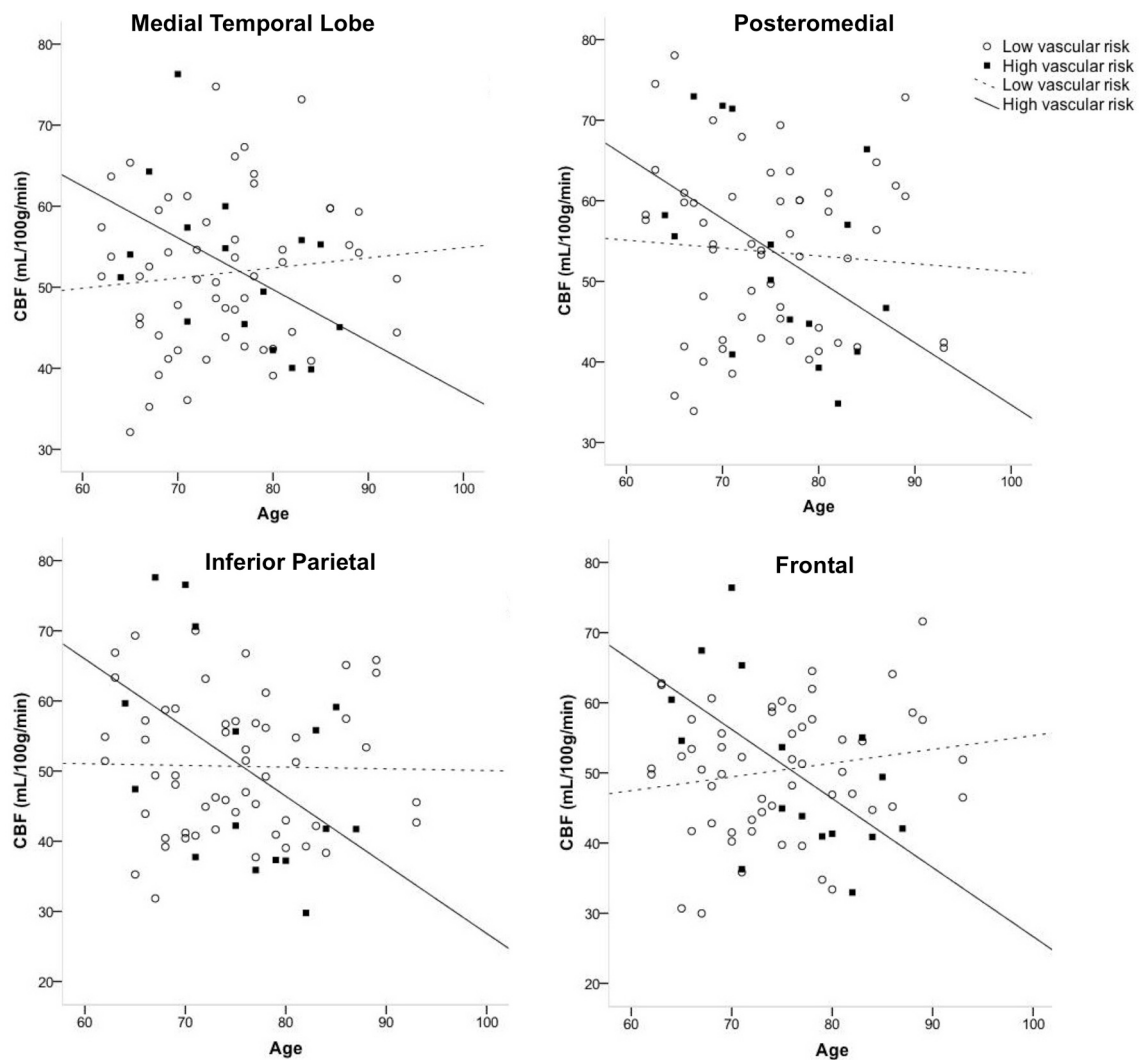 Medial Temporal Lobe
80
70
60
50
40
30
CBF (mL/100g/min)
60 70 80 90 100
Age
Posteromedial
80
70
60
50
40
30
CBF (mL/100g/min)
60 70 80 90 100
Age
Low vascular risk
High vascular risk
Low vascular risk
High vascular risk
Inferior Parietal
80
70
60
50
40
30
20
CBF (mL/100g/min)
60 70 80 90 100
Age
Frontal
80
70
60
50
40
30
20
CBF (mL/100g/min)
60 70 80 90 100
Age